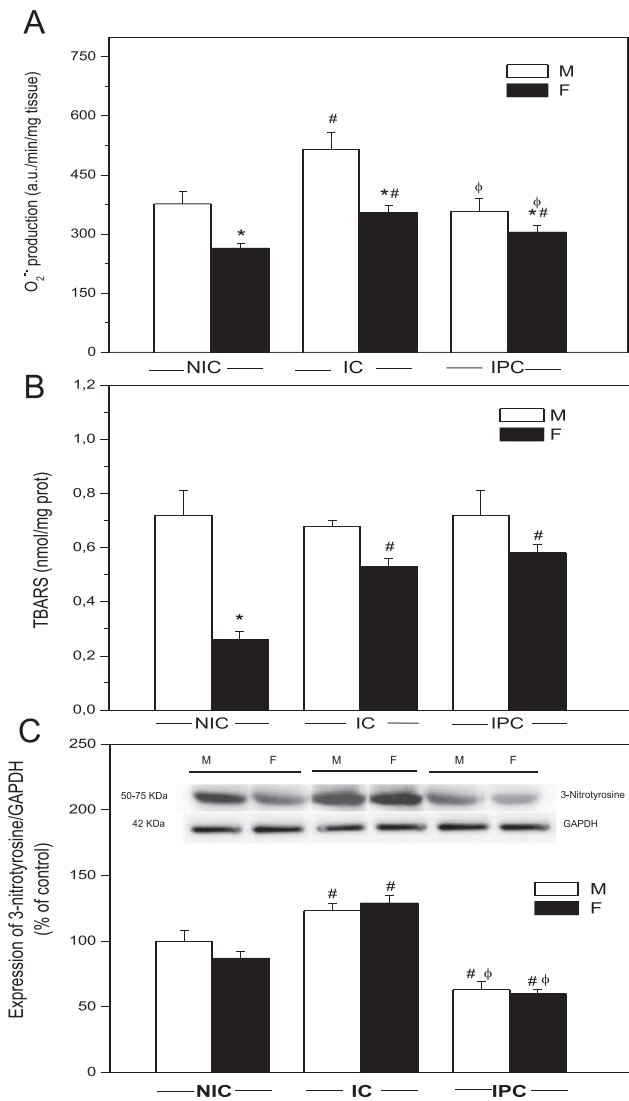 A
O2·- production (a.u./min/mg tissue)
750
600
450
300
150
0
M
F
*
#
*#
ϕ
ϕ
*#
NIC IC IPC
B
TBARS (nmol/mg prot)
1,2
1,0
0,8
0,6
0,4
0,2
0,0
M
F
*
#
#
NIC IC IPC
C
Expression of 3-nitrotyrosine/GAPDH
(% of control)
250
200
150
100
50
0
M F M F M F
50-75 KDa 3-Nitrotyrosine
42 KDa GAPDH
M
F
# #
# ϕ # ϕ
NIC IC IPC